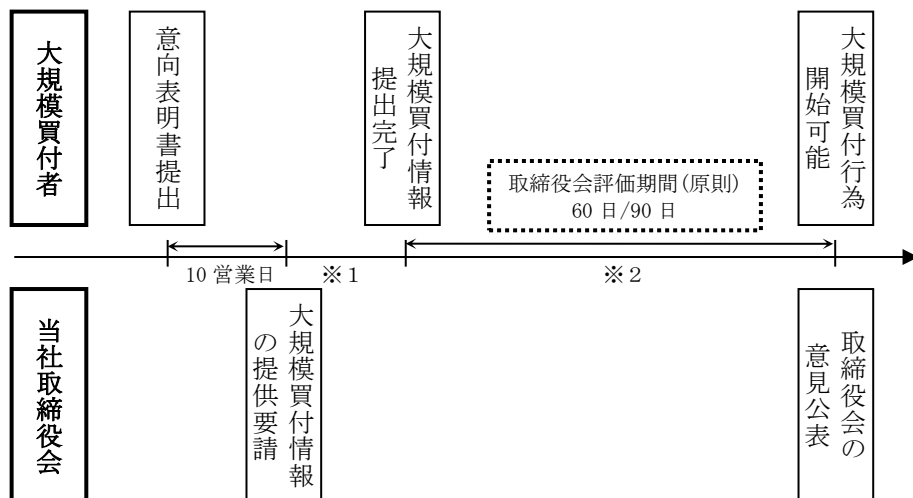 大規模買付者
意向表明書提出
大規模買付情報
提出完了
取締役会評価期間(原則)
60 日/90 日
大規模買付行為
開始可能
10 営業日
※1
※2
当社取締役会
大規模買付情報
の提供要請
取締役会の
意見公表